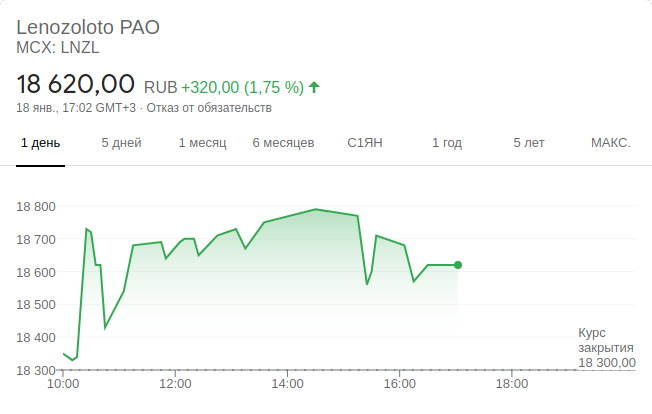 Lenozoloto PAO
MCX: LNZL
18 620,00 RUB +320,00 (1,75 %)
18 янв., 17:02 GMT+3 · Отказ от обязательств
1 день 5 дней 1 месяц 6 месяцев С1ЯН 1 год 5 лет МАКС.
18 800
18 700
18 600
18 500
18 400
18 300
Курс
закрытия
18 300,00
10:00 12:00 14:00 16:00 18:00